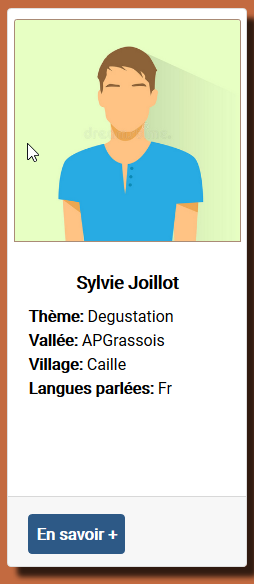 Sylvie Joillot
Thème: Degustation
Vallée: APGrassois
Village: Caille
Langues parlées: Fr
En savoir +